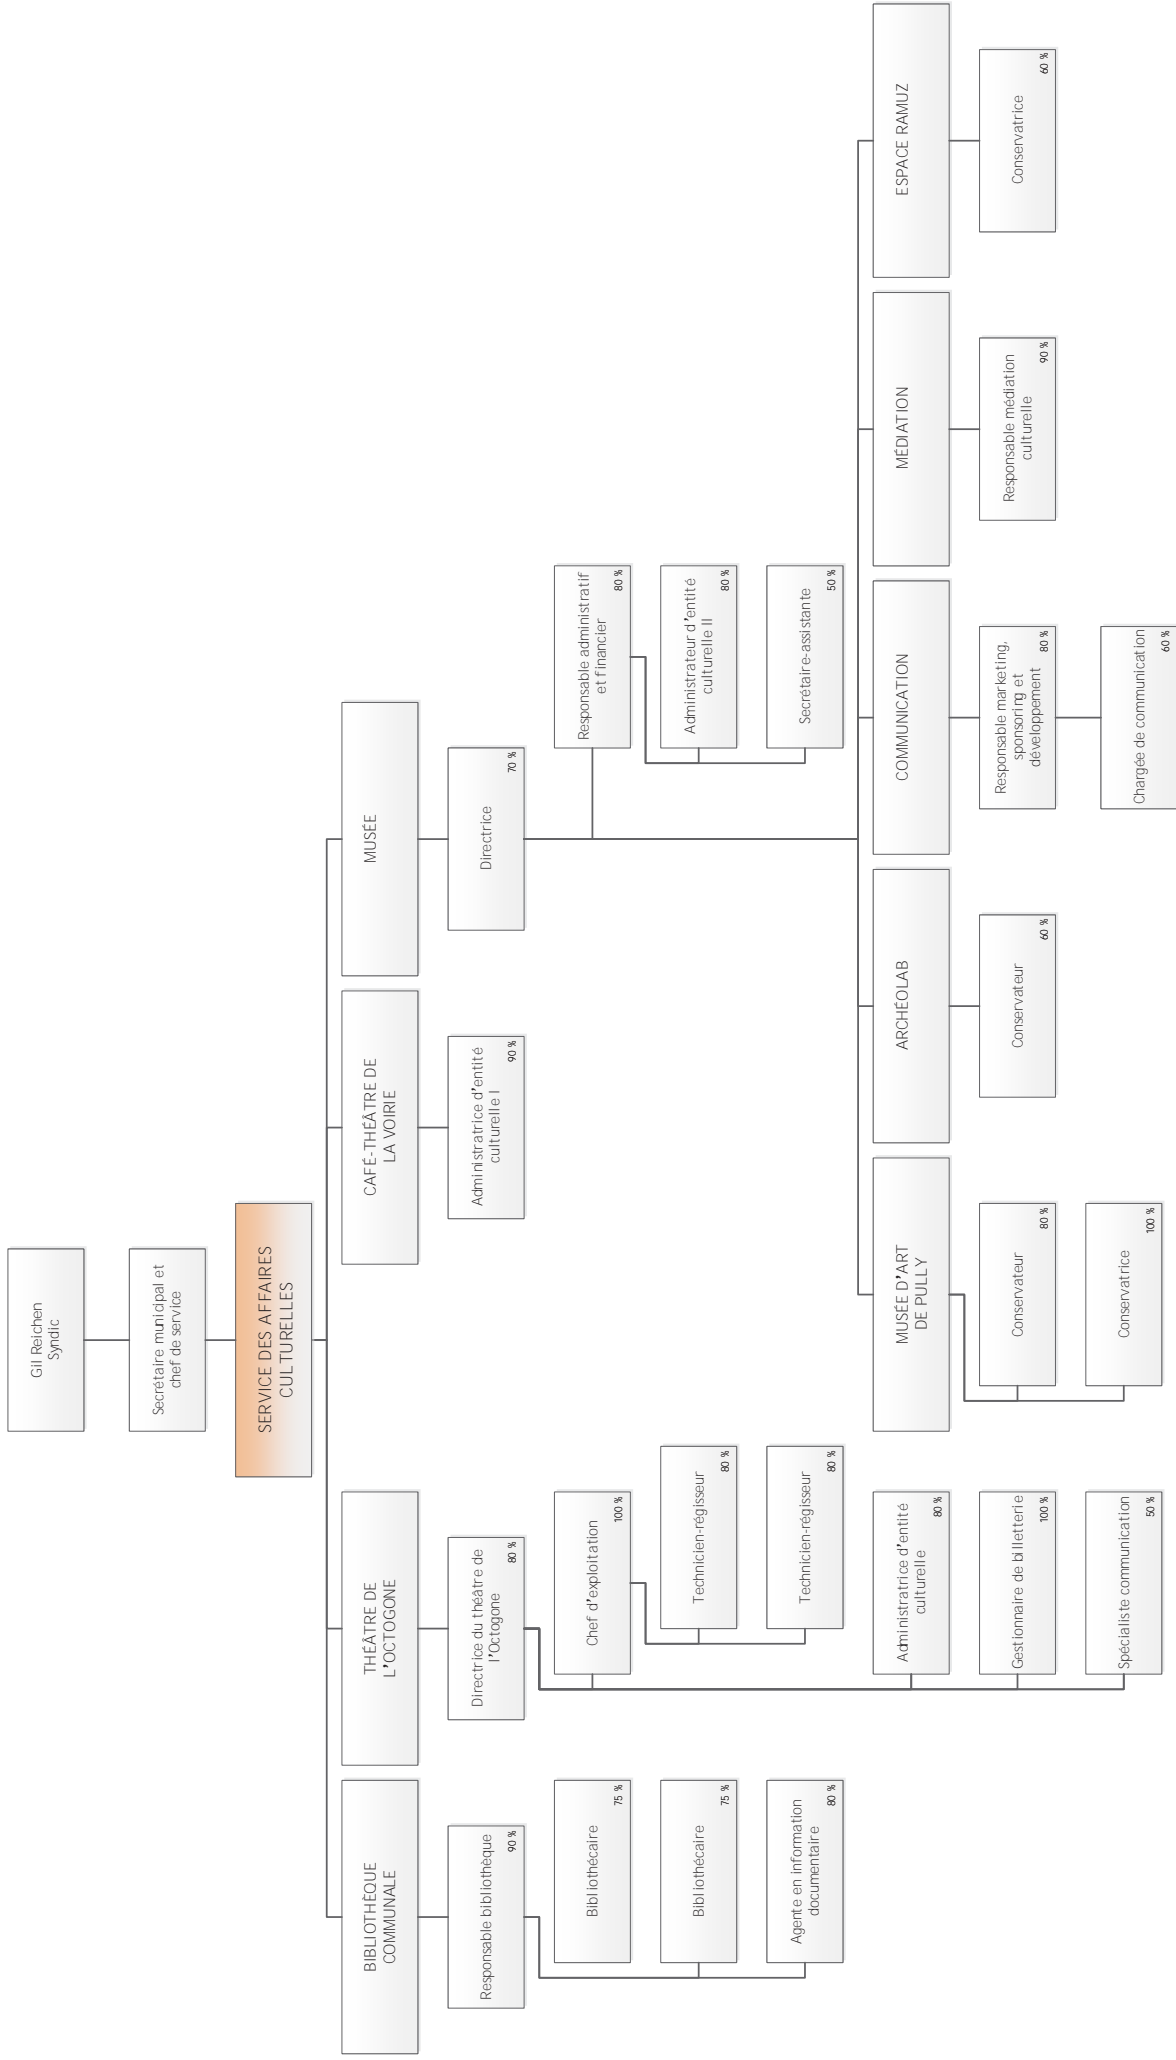 Gil Reichen
Syndic
Secrétaire municipal et
chef de service
SERVICE DES AFFAIRES
CULTURELLES
BIBLIOTHÈQUE
COMMUNALE
Responsable bibliothèque
90 %
Bibliothécaire
75 %
Bibliothécaire
75 %
Agente en information
documentaire
80 %
THÉÂTRE DE
L'OCTOGONE
Directrice du théâtre de
l'Octogone
80 %
Chef d'exploitation
100 %
Technicien-régisseur
80 %
Technicien-régisseur
80 %
Administratrice d'entité
culturelle
80 %
Gestionnaire de billetterie
100 %
Spécialiste communication
50 %
CAFÉ-THÉÂTRE DE
LA VOIRIE
Administratrice d'entité
culturelle I
90 %
MUSÉE
Directrice
70 %
Responsable administratif
et financier
80 %
Administrateur d'entité
culturelle II
80 %
Secrétaire-assistante
50 %
MUSÉE D'ART
DE PULLY
Conservateur
80 %
Conservatrice
100 %
ARCHÉOLAB
Conservateur
60 %
COMMUNICATION
Responsable marketing,
sponsoring et
développement
80 %
Chargée de communication
60 %
MÉDIATION
Responsable médiation
culturelle
90 %
ESPACE RAMUZ
Conservatrice
60 %